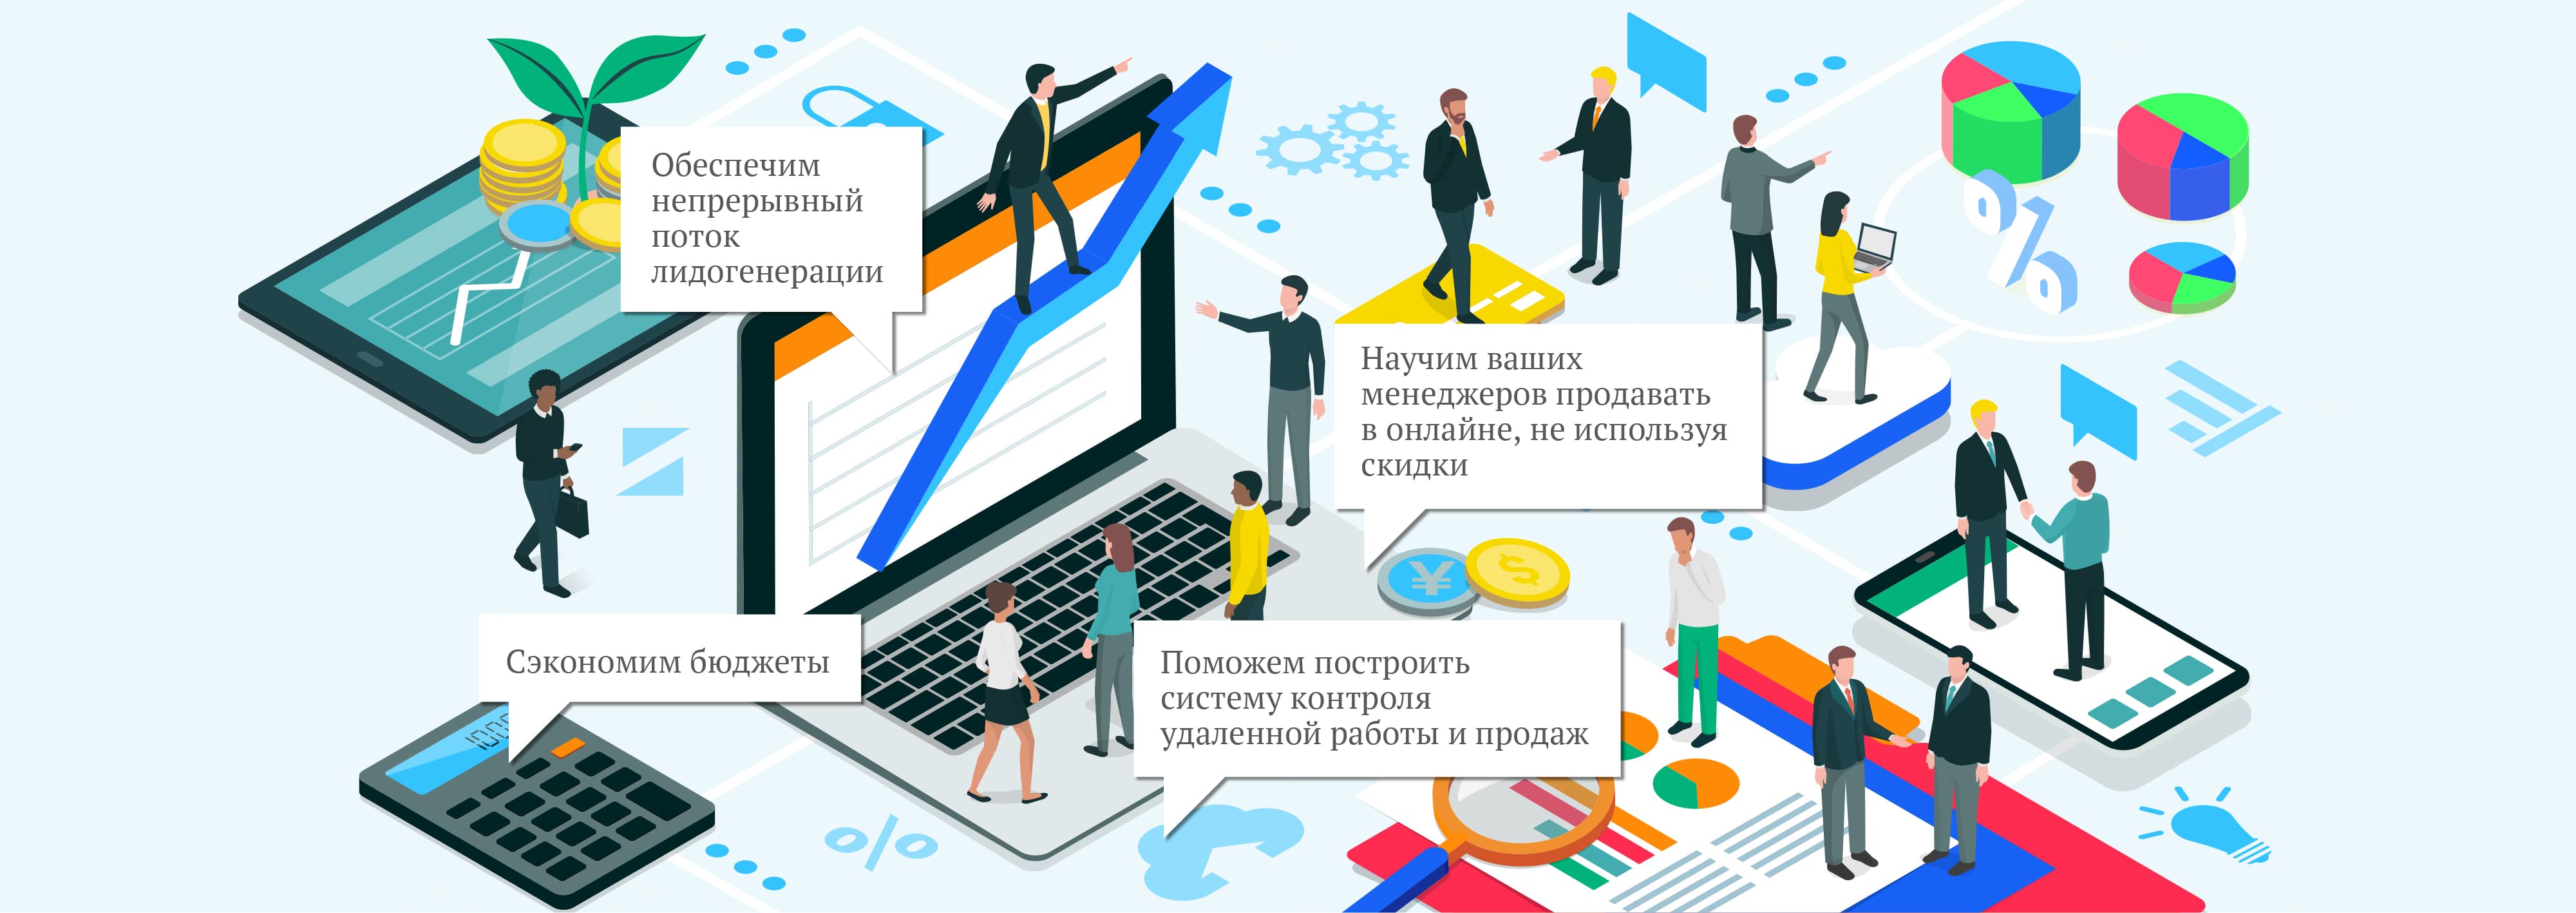 Обеспечим
непрерывный
поток
лидогенерации
Научим ваших
менеджеров продавать
в онлайне, не используя
скидки
Сэкономим бюджеты
Поможем построить
систему контроля
удаленной работы и продаж
%
¥
$
%